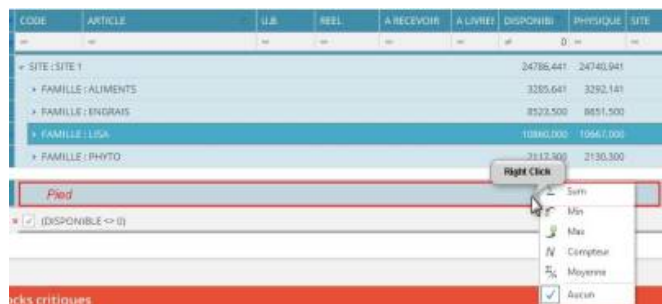 CODE ARTICLE U.B. REEL A RECEVOIR A LIVRER DISPONIBL PHYSIQUE SITE
= = = = = = ≠ 0 = =
SITE : SITE 1 24786,441 24740,941
FAMILLE : ALIMENTS 3285,641 3292,141
FAMILLE : ENGRAIS 8523,500 8651,500
FAMILLE : LISA 10860,000 10667,000
FAMILLE : PHYTO 2117,300 2130,300
Right Click
Pied
Σ Sum
Min
(DISPONIBLE <> 0)
Max
N Compteur
Moyenne
Aucun
cks critiques